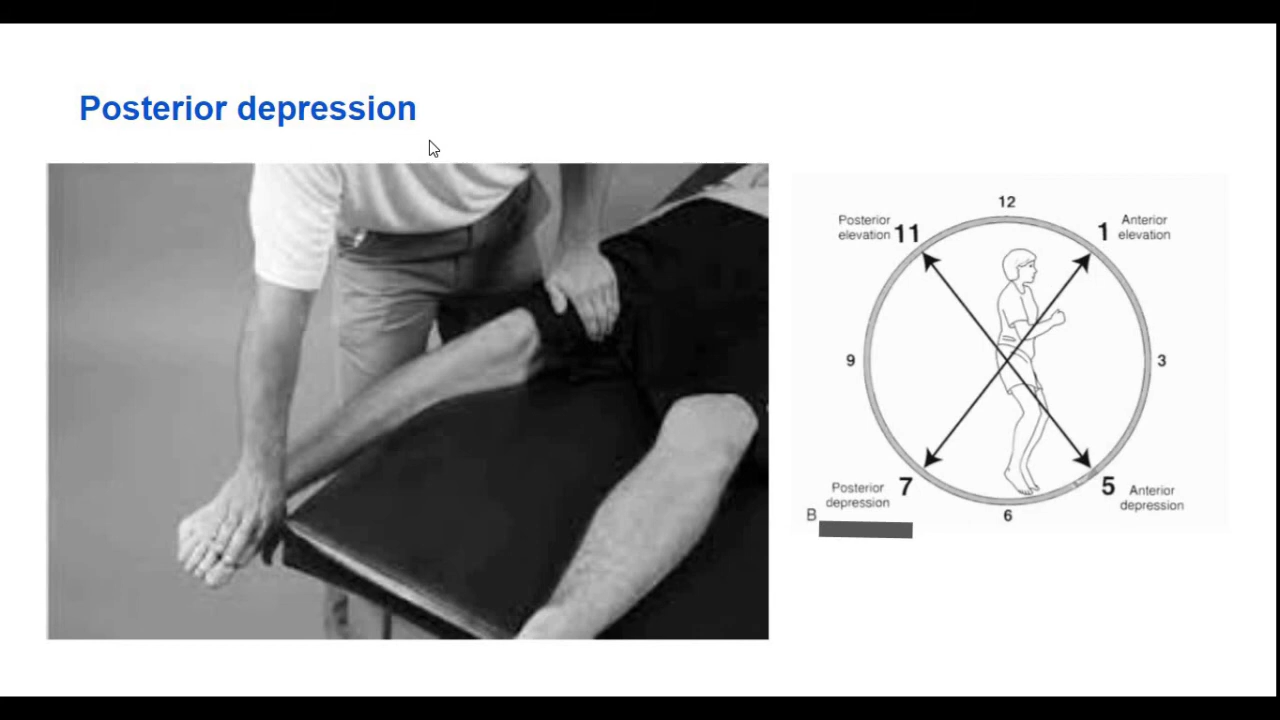 Posterior depression
12
Posterior
elevation 11
1 Anterior
elevation
9
3
Posterior
depression 7
5 Anterior
depression
6
B